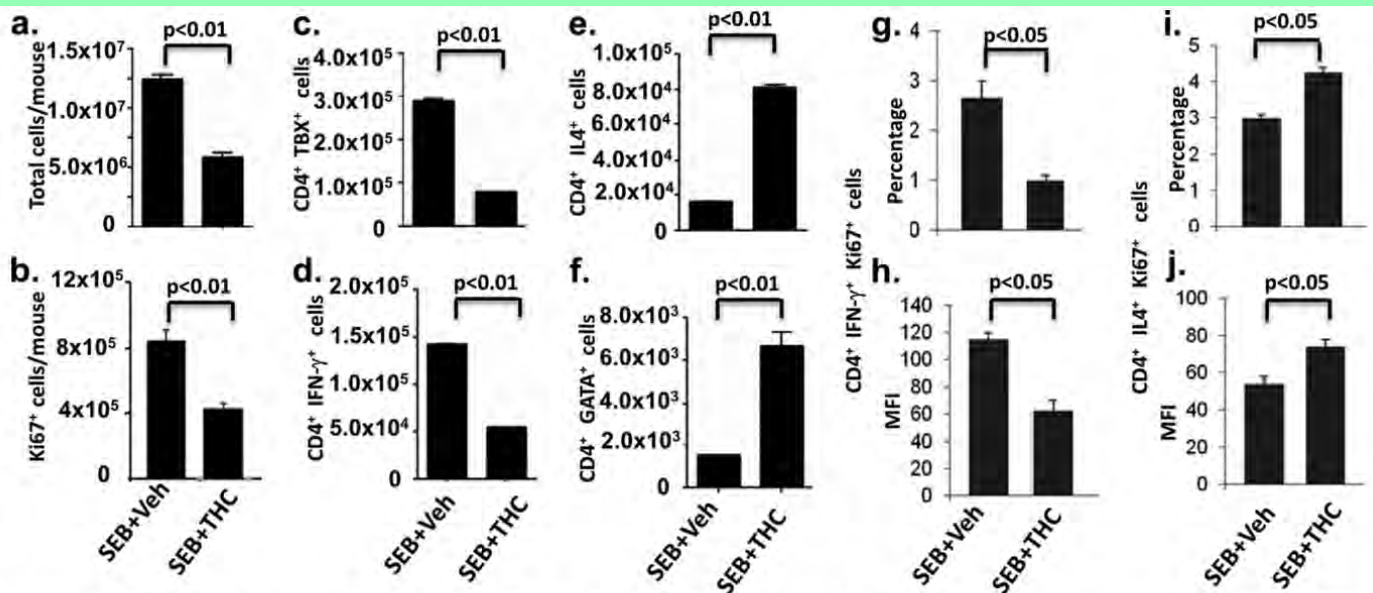 a.
p<0.01
1.5x10⁷
1.0x10⁷
5.0x10⁶
0
Total cells/mouse
b.
p<0.01
12x10⁵
8x10⁵
4x10⁵
0
Ki67⁺ cells/mouse
SEB+Veh
SEB+THC
c.
p<0.01
4.0x10⁵
3.0x10⁵
1.0x10⁵
0
CD4⁺ TBX⁺ cells
d.
p<0.01
2.0x10⁵
1.0x10⁵
5.0x10⁴
0
CD4⁺ IFN-γ⁺ cells
SEB+Veh
SEB+THC
e.
p<0.01
10x10⁵
8.0x10⁴
6.0x10⁴
4.0x10⁴
2.0x10⁴
0
CD4⁺ IL4⁺ cells
f.
p<0.01
8.0x10³
6.0x10³
4.0x10³
2.0x10³
0
CD4⁺ GATA⁺ cells
SEB+Veh
SEB+THC
g.
p<0.05
4
3
2
1
0
Percentage
h.
p<0.05
140
120
100
80
60
40
20
0
MFI
CD4⁺ IFN-γ⁺ Ki67⁺ cells
SEB+Veh
SEB+THC
i.
p<0.05
5
4
3
2
1
0
Percentage
j.
p<0.05
100
80
60
40
20
0
MFI
CD4⁺ IL4⁺ Ki67⁺ cells
SEB+Veh
SEB+THC